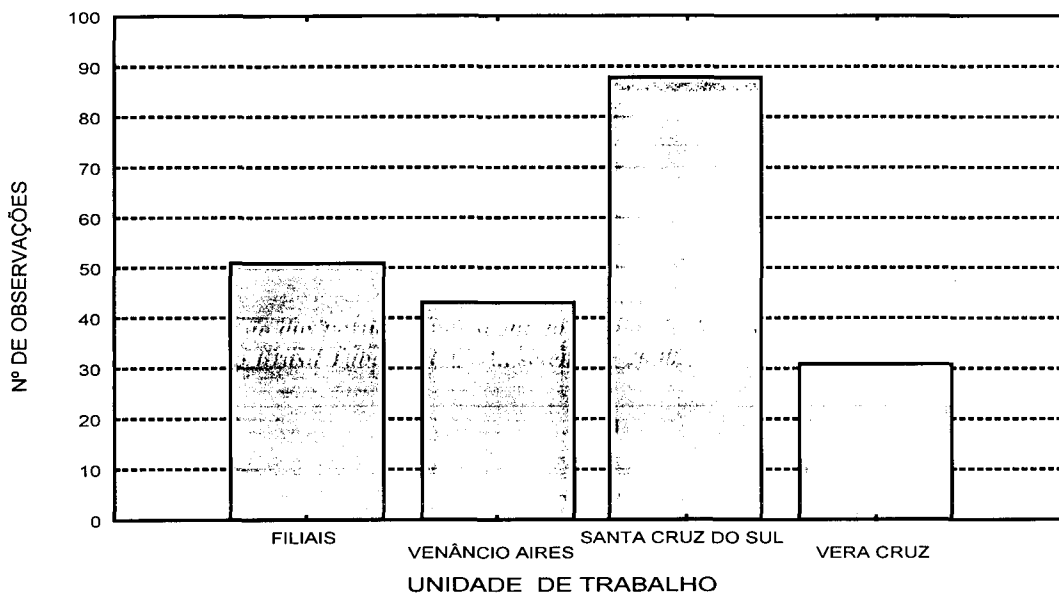 100
90
80
70
60
50
40
30
20
10
0
Nº DE OBSERVAÇÕES
FILIAIS
VENÂNCIO AIRES
SANTA CRUZ DO SUL
VERA CRUZ
UNIDADE DE TRABALHO